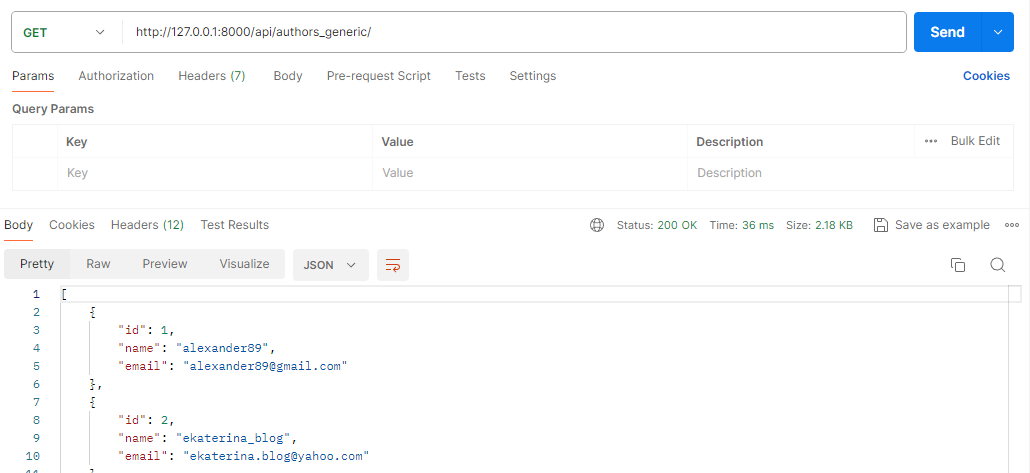 GET http://127.0.0.1:8000/api/authors_generic/ Send
Params Authorization Headers (7) Body Pre-request Script Tests Settings Cookies
Query Params
Key Value Description ••• Bulk Edit
Key Value Description
Body Cookies Headers (12) Test Results Status: 200 OK Time: 36 ms Size: 2.18 KB Save as example
Pretty Raw Preview Visualize JSON
1 [
2 {
3 "id": 1,
4 "name": "alexander89",
5 "email": "alexander89@gmail.com"
6 },
7 {
8 "id": 2,
9 "name": "ekaterina_blog",
10 "email": "ekaterina.blog@yahoo.com"